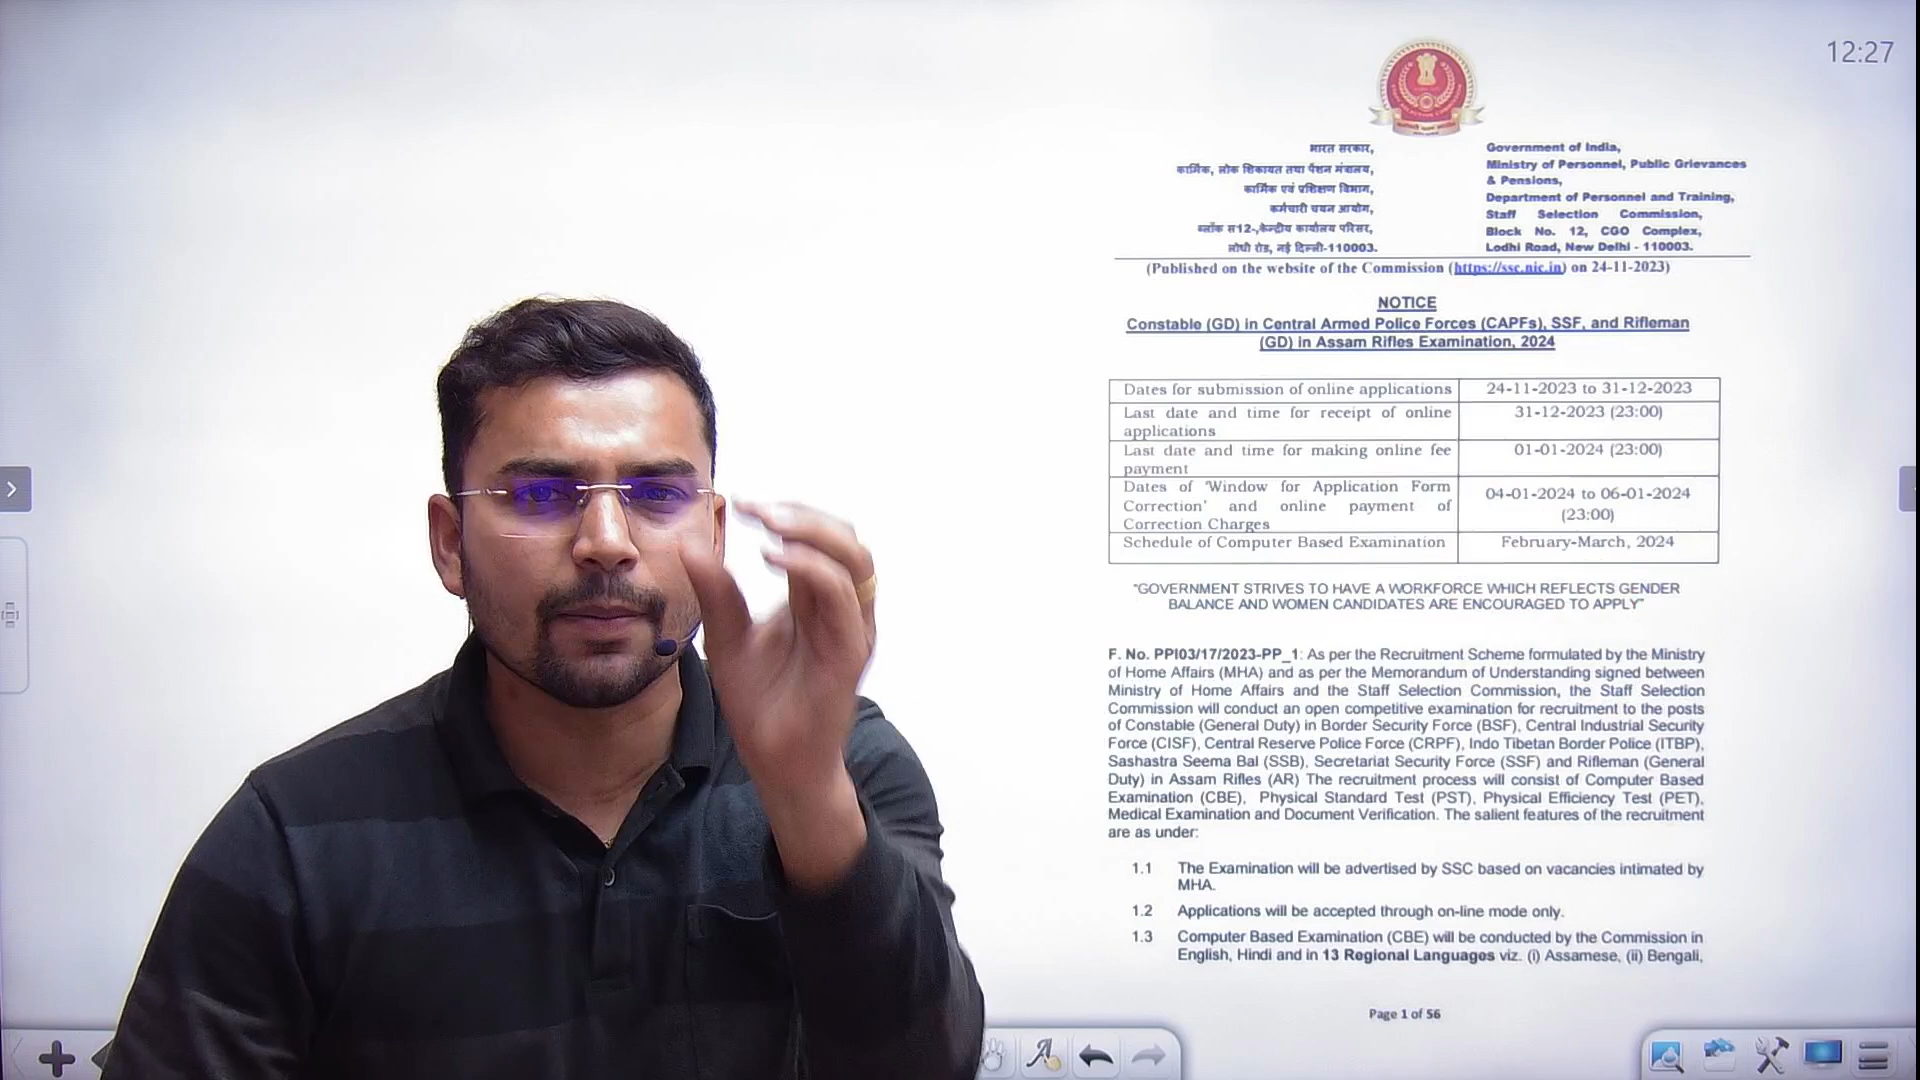 12:27
भारत सरकार,
कार्मिक, लोक शिकायत तथा पेंशन मंत्रालय,
कार्मिक एवं प्रशिक्षण विभाग,
कर्मचारी चयन आयोग,
ब्लॉक स12-,केन्द्रीय कार्यालय परिसर,
लोधी रोड, नई दिल्ली-110003.
Government of India,
Ministry of Personnel, Public Grievances
& Pensions,
Department of Personnel and Training,
Staff Selection Commission,
Block No. 12, CGO Complex,
Lodhi Road, New Delhi - 110003.
(Published on the website of the Commission (https://ssc.nic.in) on 24-11-2023)
NOTICE
Constable (GD) in Central Armed Police Forces (CAPFs), SSF, and Rifleman
(GD) in Assam Rifles Examination, 2024
Dates for submission of online applications 24-11-2023 to 31-12-2023
Last date and time for receipt of online 31-12-2023 (23:00)
applications
Last date and time for making online fee 01-01-2024 (23:00)
payment
Dates of 'Window for Application Form 04-01-2024 to 06-01-2024
Correction' and online payment of (23:00)
Correction Charges
Schedule of Computer Based Examination February-March, 2024
"GOVERNMENT STRIVES TO HAVE A WORKFORCE WHICH REFLECTS GENDER
BALANCE AND WOMEN CANDIDATES ARE ENCOURAGED TO APPLY"
F. No. PPI03/17/2023-PP_1: As per the Recruitment Scheme formulated by the Ministry
of Home Affairs (MHA) and as per the Memorandum of Understanding signed between
Ministry of Home Affairs and the Staff Selection Commission, the Staff Selection
Commission will conduct an open competitive examination for recruitment to the posts
of Constable (General Duty) in Border Security Force (BSF), Central Industrial Security
Force (CISF), Central Reserve Police Force (CRPF), Indo Tibetan Border Police (ITBP),
Sashastra Seema Bal (SSB), Secretariat Security Force (SSF) and Rifleman (General
Duty) in Assam Rifles (AR) The recruitment process will consist of Computer Based
Examination (CBE), Physical Standard Test (PST), Physical Efficiency Test (PET),
Medical Examination and Document Verification. The salient features of the recruitment
are as under:
1.1 The Examination will be advertised by SSC based on vacancies intimated by
MHA.
1.2 Applications will be accepted through on-line mode only.
1.3 Computer Based Examination (CBE) will be conducted by the Commission in
English, Hindi and in 13 Regional Languages viz. (i) Assamese, (ii) Bengali,
Page 1 of 56